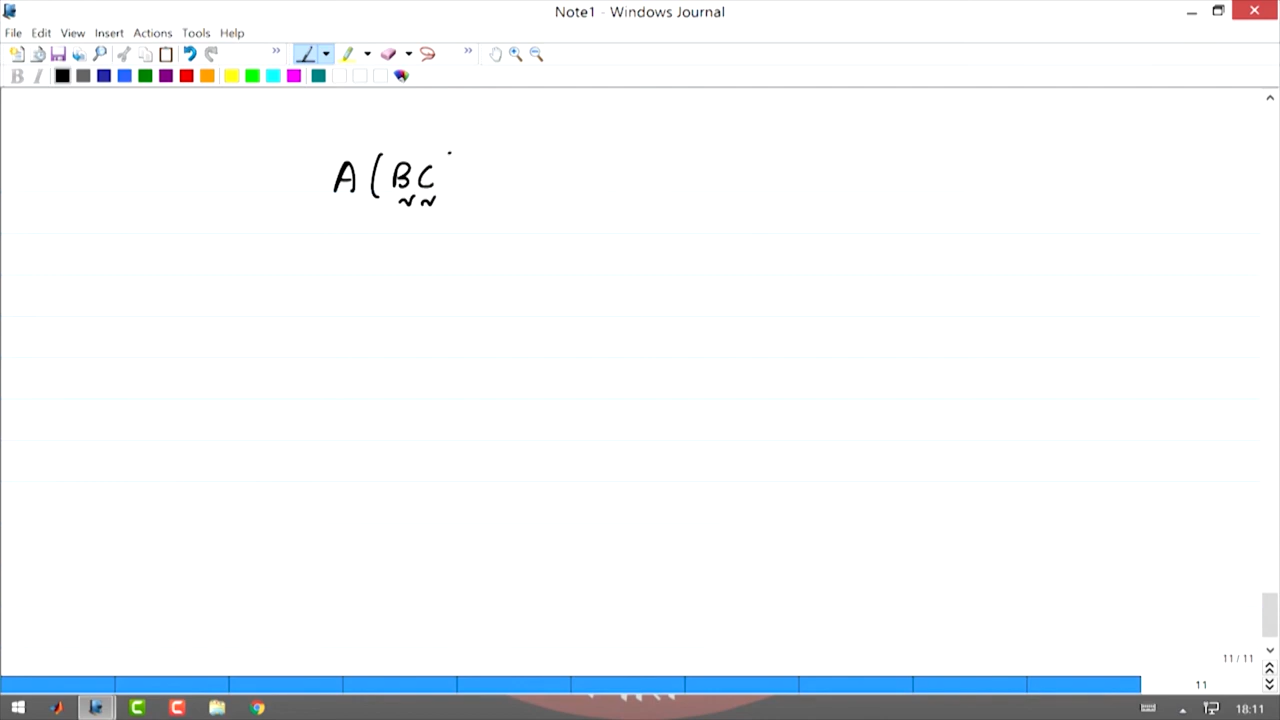 Note1 - Windows Journal
File Edit View Insert Actions Tools Help
B I
A ( B C
11 / 11
11
18:11